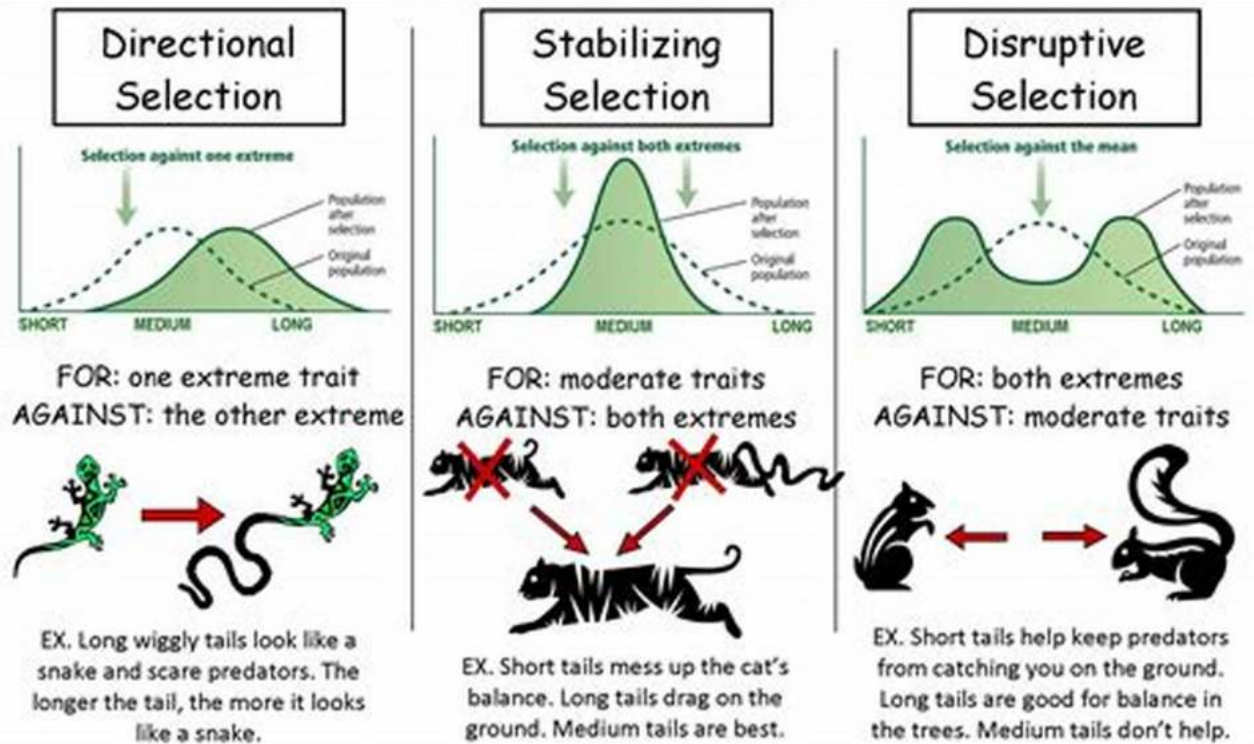 Directional
Selection
Selection against one extreme
Population
after
selection
Original
population
SHORT MEDIUM LONG
FOR: one extreme trait
AGAINST: the other extreme
EX. Long wiggly tails look like a
snake and scare predators. The
longer the tail, the more it looks
like a snake.
Stabilizing
Selection
Selection against both extremes
Population
after
selection
Original
population
SHORT MEDIUM LONG
FOR: moderate traits
AGAINST: both extremes
EX. Short tails mess up the cat's
balance. Long tails drag on the
ground. Medium tails are best.
Disruptive
Selection
Selection against the mean
Population
after
selection
Original
population
SHORT MEDIUM LONG
FOR: both extremes
AGAINST: moderate traits
EX. Short tails help keep predators
from catching you on the ground.
Long tails are good for balance in
the trees. Medium tails don't help.